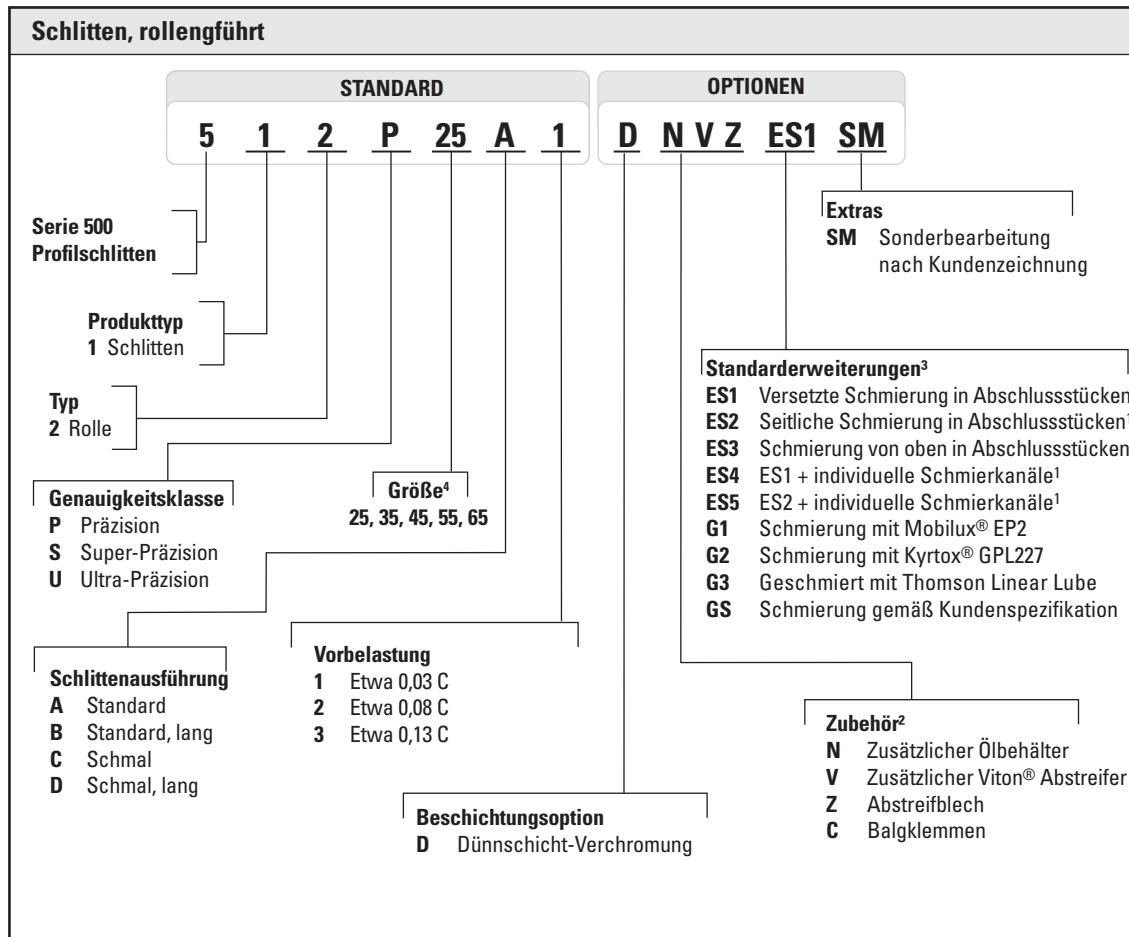 Schlitten, rollengführt
STANDARD
OPTIONEN
5 1 2 P 25 A 1 D N V Z ES1 SM
Serie 500
Profilschlitten
Produkttyp
1 Schlitten
Typ
2 Rolle
Genauigkeitsklasse
P Präzision
S Super-Präzision
U Ultra-Präzision
Größe⁴
25, 35, 45, 55, 65
Schlittenausführung
A Standard
B Standard, lang
C Schmal
D Schmal, lang
Vorbelastung
1 Etwa 0,03 C
2 Etwa 0,08 C
3 Etwa 0,13 C
Beschichtungsoption
D Dünnschicht-Verchromung
Extras
SM Sonderbearbeitung
nach Kundenzeichnung
Standarderweiterungen³
ES1 Versetzte Schmierung in Abschlussstücken
ES2 Seitliche Schmierung in Abschlussstücken¹
ES3 Schmierung von oben in Abschlussstücken
ES4 ES1 + individuelle Schmierkanäle¹
ES5 ES2 + individuelle Schmierkanäle¹
G1 Schmierung mit Mobilux® EP2
G2 Schmierung mit Kyrtox® GPL227
G3 Geschmiert mit Thomson Linear Lube
GS Schmierung gemäß Kundenspezifikation
Zubehör²
N Zusätzlicher Ölbehälter
V Zusätzlicher Viton® Abstreifer
Z Abstreifblech
C Balgklemmen